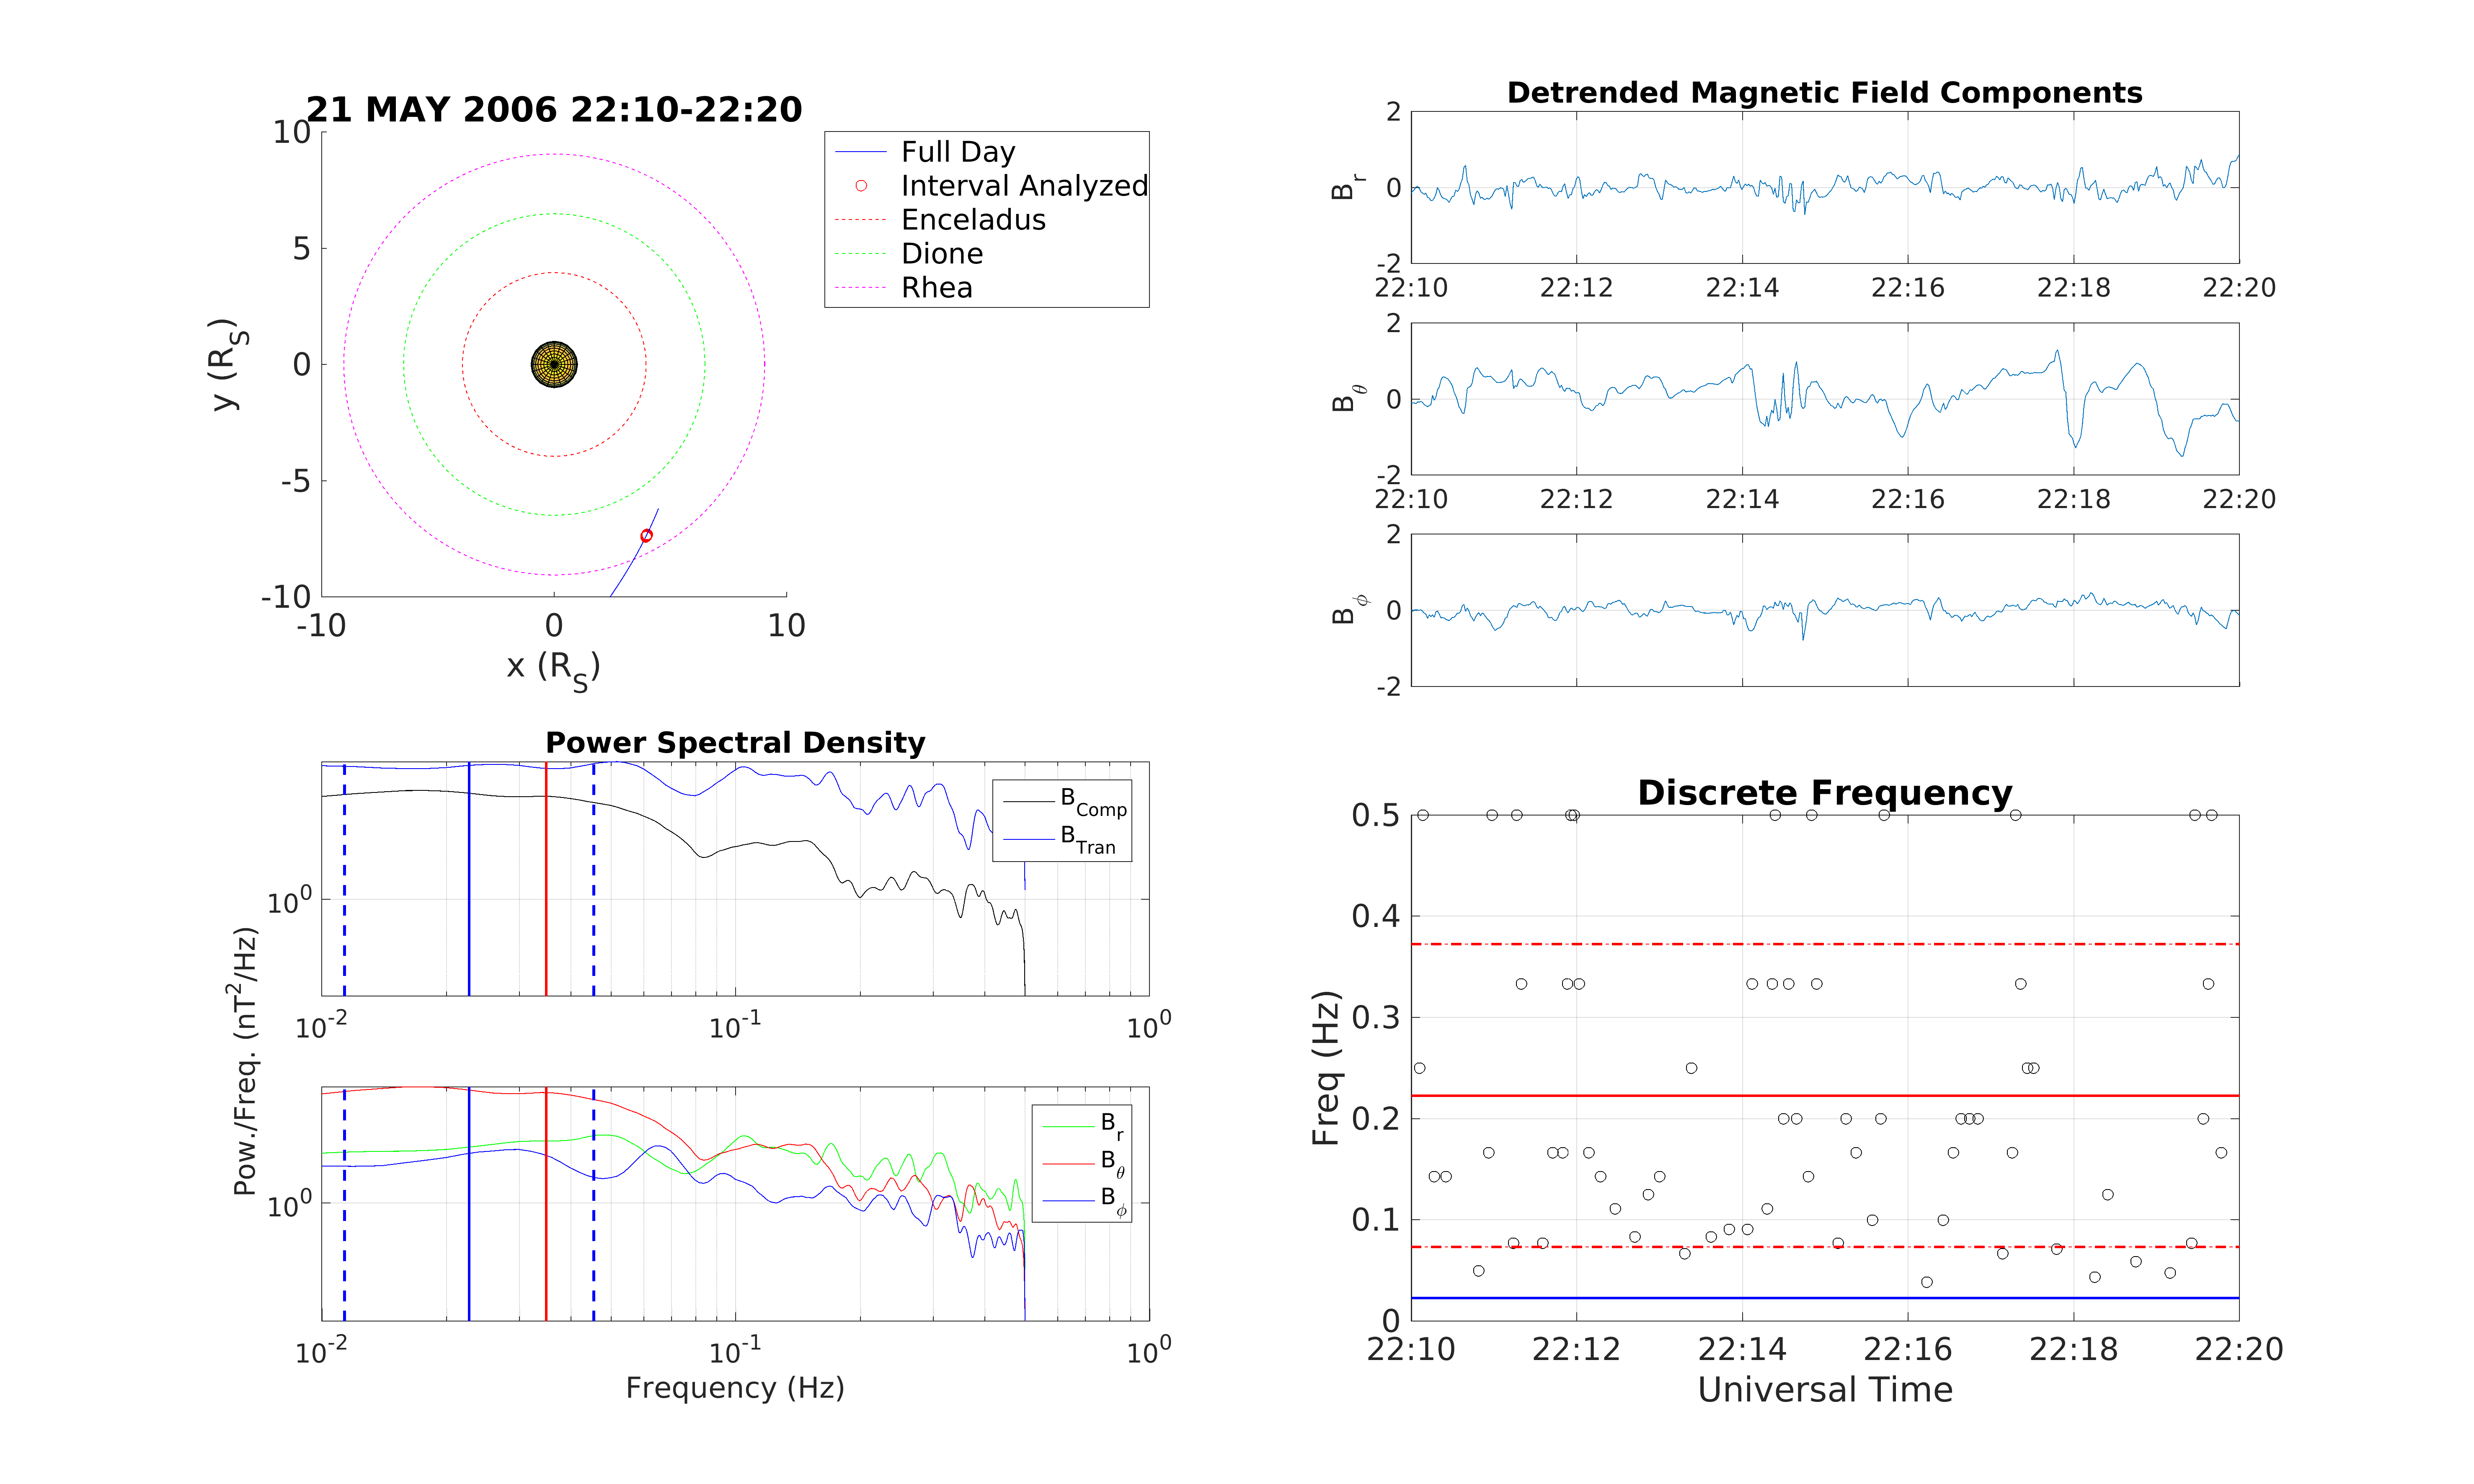 21 MAY 2006 22:10-22:20
10
5
0
-5
-10
-10
0
10
y (R_S)
x (R_S)
Full Day
Interval Analyzed
Enceladus
Dione
Rhea
Detrended Magnetic Field Components
2
0
-2
B_r
22:10
22:12
22:14
22:16
22:18
22:20
2
0
-2
B_θ
22:10
22:12
22:14
22:16
22:18
22:20
2
0
-2
B_ϕ
Power Spectral Density
10^0
B_Comp
B_Tran
10^-2
10^-1
10^0
Pow./Freq. (nT^2/Hz)
10^0
B_r
B_θ
B_ϕ
10^-2
10^-1
10^0
Frequency (Hz)
Discrete Frequency
0.5
0.4
0.3
0.2
0.1
0
Freq (Hz)
22:10
22:12
22:14
22:16
22:18
22:20
Universal Time